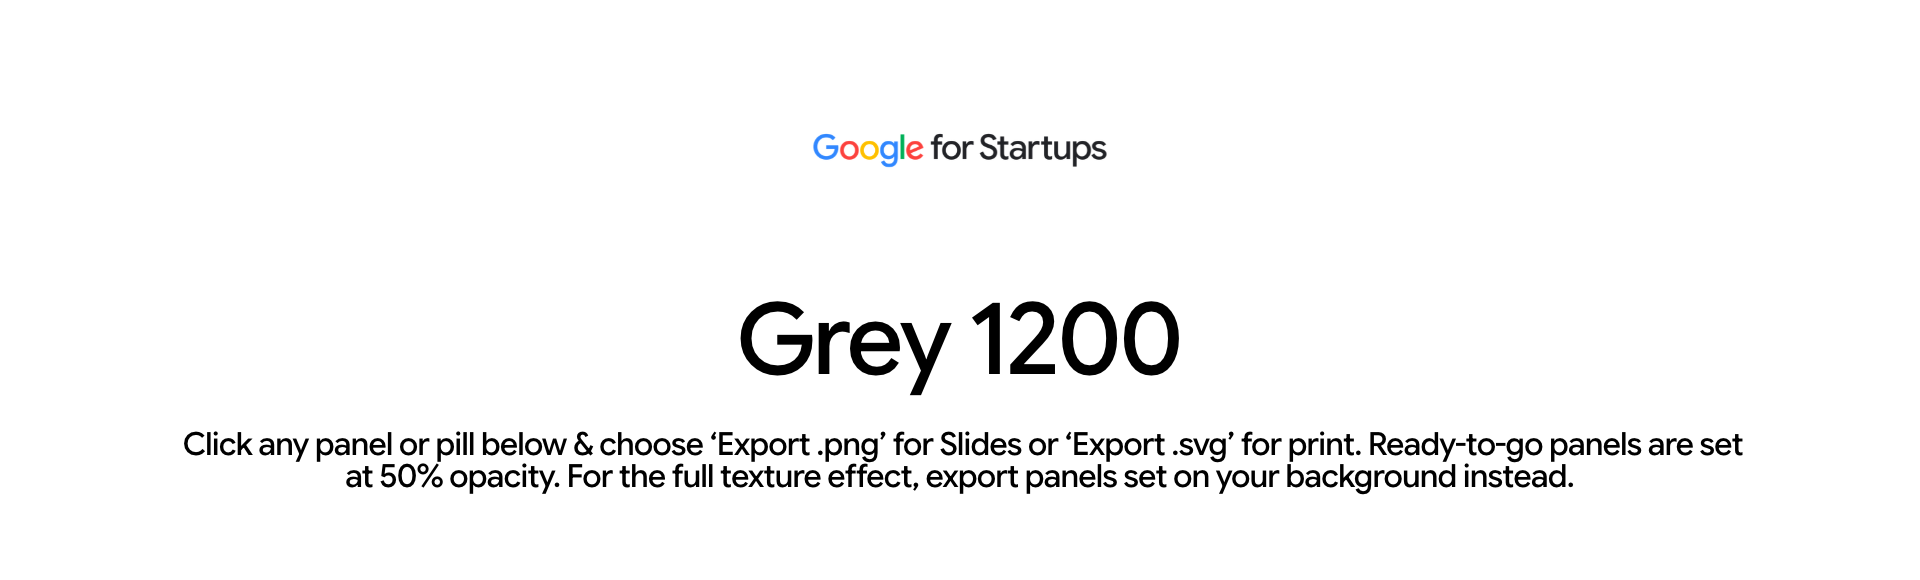 Google for Startups
Grey 1200
Click any panel or pill below & choose ‘Export .png’ for Slides or ‘Export .svg’ for print. Ready-to-go panels are set
at 50% opacity. For the full texture effect, export panels set on your background instead.